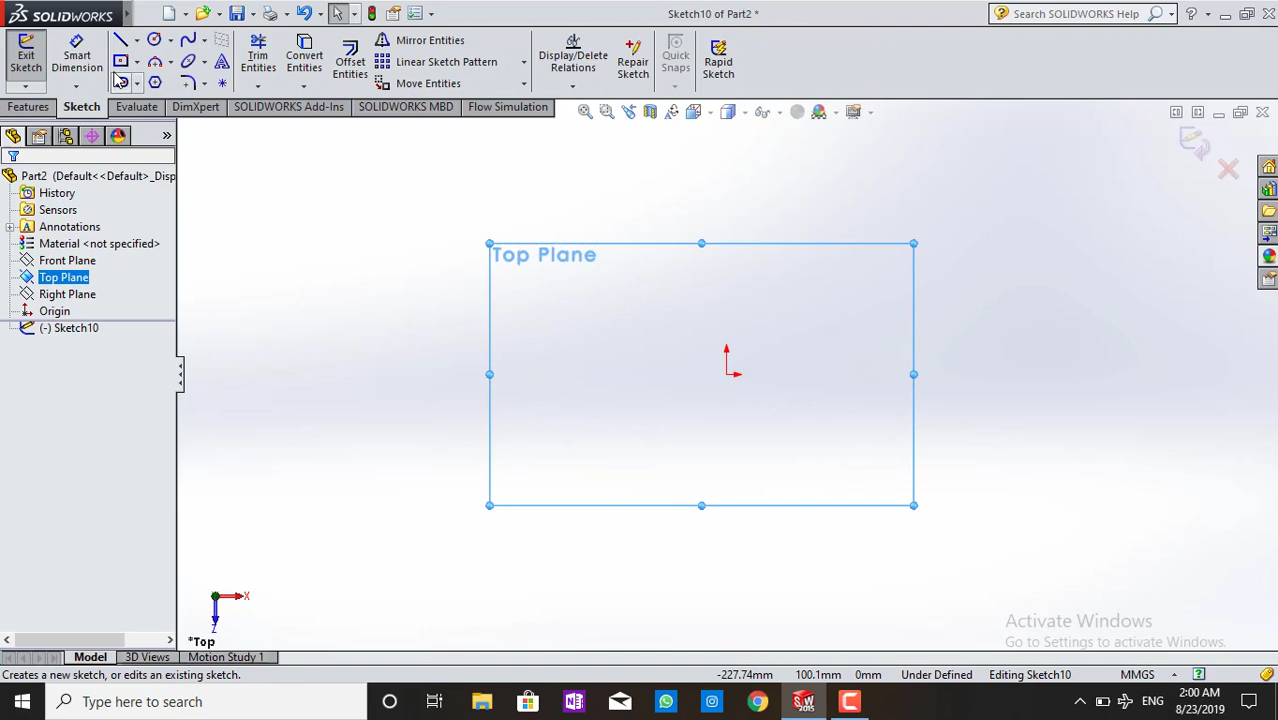 SOLIDWORKS
Sketch10 of Part2 *
Search SOLIDWORKS Help
Exit Sketch
Smart Dimension
Trim Entities
Convert Entities
Offset Entities
Mirror Entities
Linear Sketch Pattern
Move Entities
Display/Delete Relations
Repair Sketch
Quick Snaps
Rapid Sketch
Features Sketch Evaluate DimXpert SOLIDWORKS Add-Ins SOLIDWORKS MBD Flow Simulation
Part2 (Default<<Default>_Disp
History
Sensors
Annotations
Material <not specified>
Front Plane
Top Plane
Right Plane
Origin
(-) Sketch10
Top Plane
X
Z
*Top
Activate Windows
Go to Settings to activate Windows.
Model 3D Views Motion Study 1
Creates a new sketch, or edits an existing sketch. -227.74mm 100.1mm 0mm Under Defined Editing Sketch10 MMGS
Type here to search
SW 2015
ENG
2:00 AM
8/23/2019